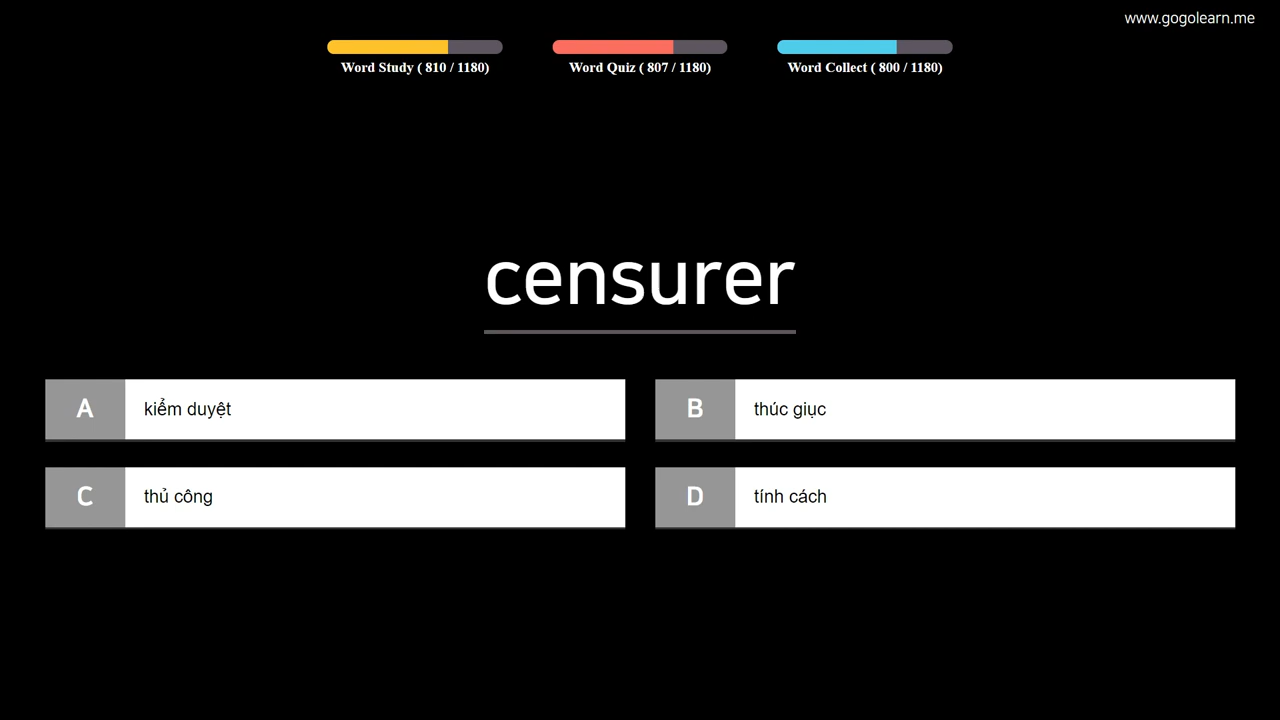 www.gogolearn.me
Word Study ( 810 / 1180)
Word Quiz ( 807 / 1180)
Word Collect ( 800 / 1180)
censurer
A kiểm duyệt
B thúc giục
C thủ công
D tính cách